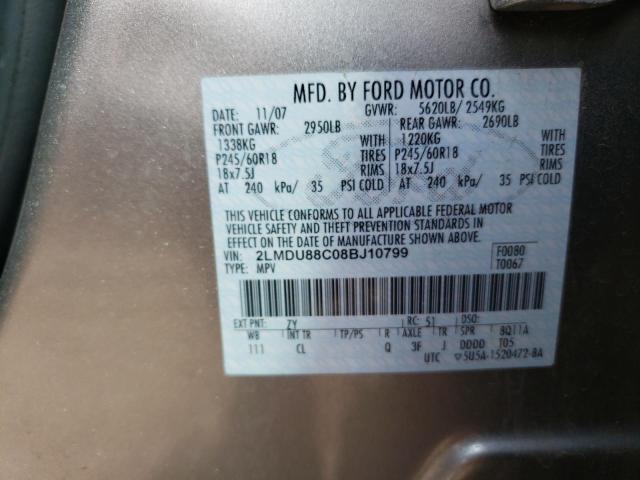 MFD. BY FORD MOTOR CO.
DATE: 11/07 GVWR: 5620LB/ 2549KG
FRONT GAWR: 2950LB REAR GAWR: 2690LB
1338KG WITH 1220KG WITH
P245/60R18 TIRES P245/60R18 TIRES
18x7.5J RIMS 18x7.5J RIMS
AT 240 kPa/ 35 PSI COLD AT 240 kPa/ 35 PSI COLD
THIS VEHICLE CONFORMS TO ALL APPLICABLE FEDERAL MOTOR
VEHICLE SAFETY AND THEFT PREVENTION STANDARDS IN
EFFECT ON THE DATE OF MANUFACTURE SHOWN ABOVE.
VIN: 2LMDU88C08BJ10799 F0080
TYPE: MPV T0067
EXT PNT: ZY RC: 51 DSO:
WB INT TR TP/PS R AXLE TR SPR 8Q11A
111 CL Q 3F J DDDD T05
UTC ▽5U5A-1520472-BA